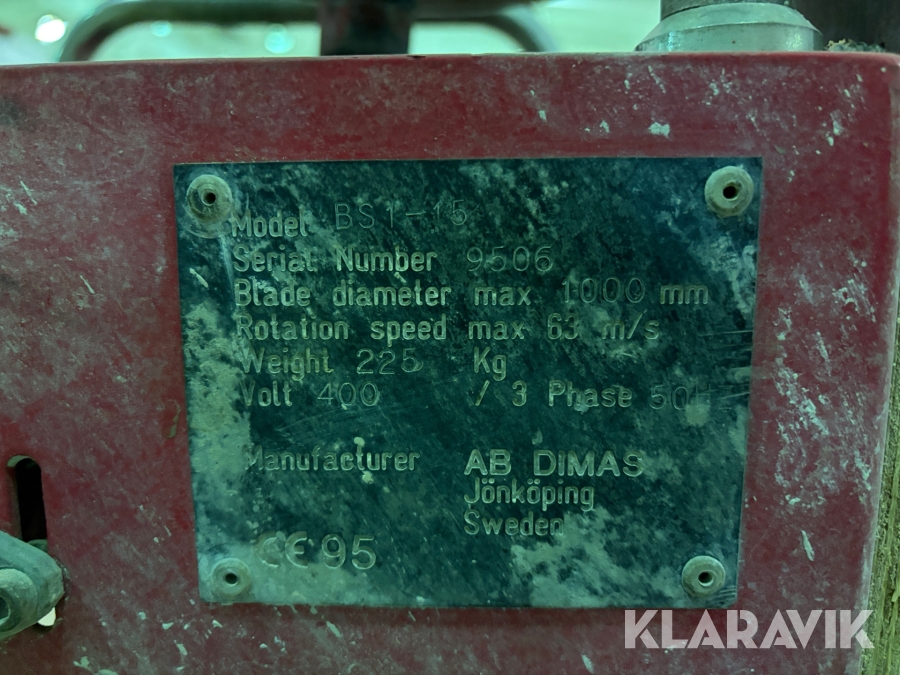 Model BS1-15
Serial Number 9506
Blade diameter max 1000 mm
Rotation speed max 63 m/s
Weight 225 Kg
Volt 400 / 3 Phase 50Hz
Manufacturer AB DIMAS
Jönköping
Sweden
CE 95
KLARAVIK